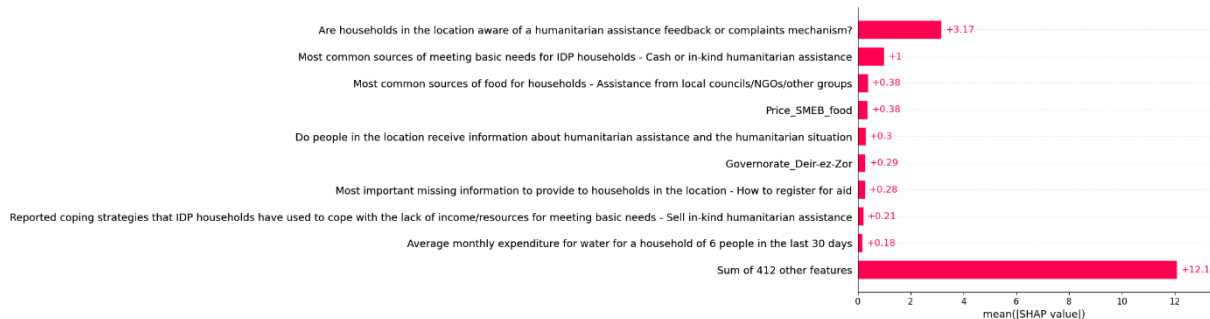 Are households in the location aware of a humanitarian assistance feedback or complaints mechanism? +3.17
Most common sources of meeting basic needs for IDP households - Cash or in-kind humanitarian assistance +1
Most common sources of food for households - Assistance from local councils/NGOs/other groups +0.38
Price_SMEB_food +0.38
Do people in the location receive information about humanitarian assistance and the humanitarian situation +0.3
Governorate_Deir-ez-Zor +0.29
Most important missing information to provide to households in the location - How to register for aid +0.28
Reported coping strategies that IDP households have used to cope with the lack of income/resources for meeting basic needs - Sell in-kind humanitarian assistance +0.21
Average monthly expenditure for water for a household of 6 people in the last 30 days +0.18
Sum of 412 other features +12.1
0 2 4 6 8 10 12
mean(|SHAP value|)